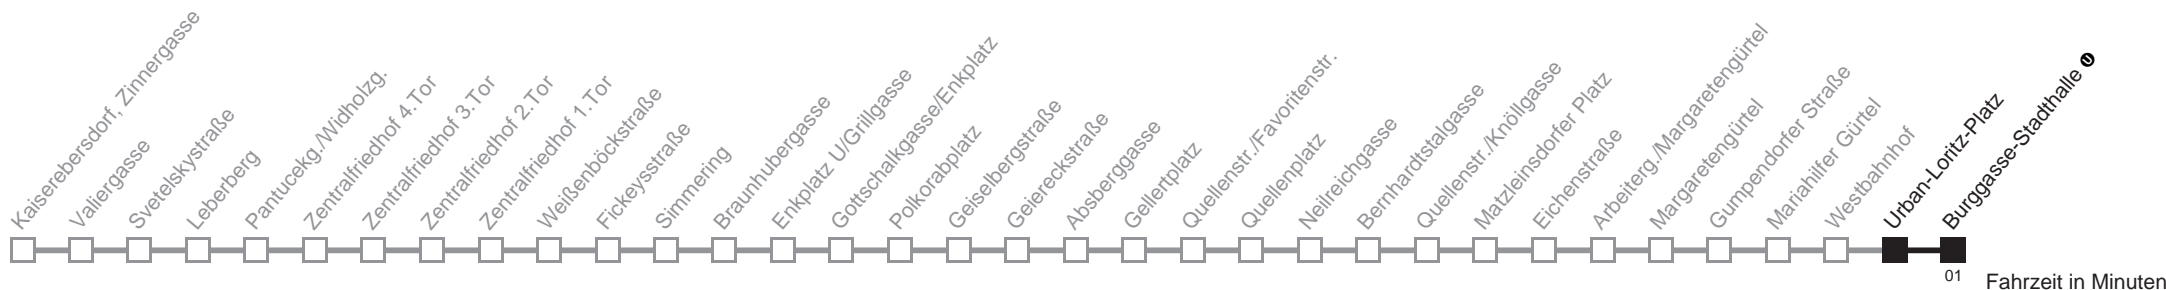 Kaiserebersdorf, Zinnergasse
Valiergasse
Svetelskystraße
Leberberg
Pantuceckg./Widholzg.
Zentralfriedhof 4.Tor
Zentralfriedhof 3.Tor
Zentralfriedhof 2.Tor
Zentralfriedhof 1.Tor
Weißenböckstraße
Fickeysstraße
Simmering
Braunhubergasse
Enkplatz U/Grillgasse
Gottschalkgasse/Enkplatz
Polkorabplatz
Geiselbergstraße
Geiereckstraße
Absberggasse
Gellertplatz
Quellenstr./Favoritenstr.
Quellenplatz
Neilreichgasse
Bernhardtstalgasse
Quellenstr./Knöllgasse
Matzleinsdorfer Platz
Eichenstraße
Arbeiterg./Margaretengürtel
Margaretengürtel
Gumpendorfer Straße
Mariahilfer Gürtel
Westbahnhof
Urban-Loritz-Platz
Burggasse-Stadthalle U
01
Fahrzeit in Minuten